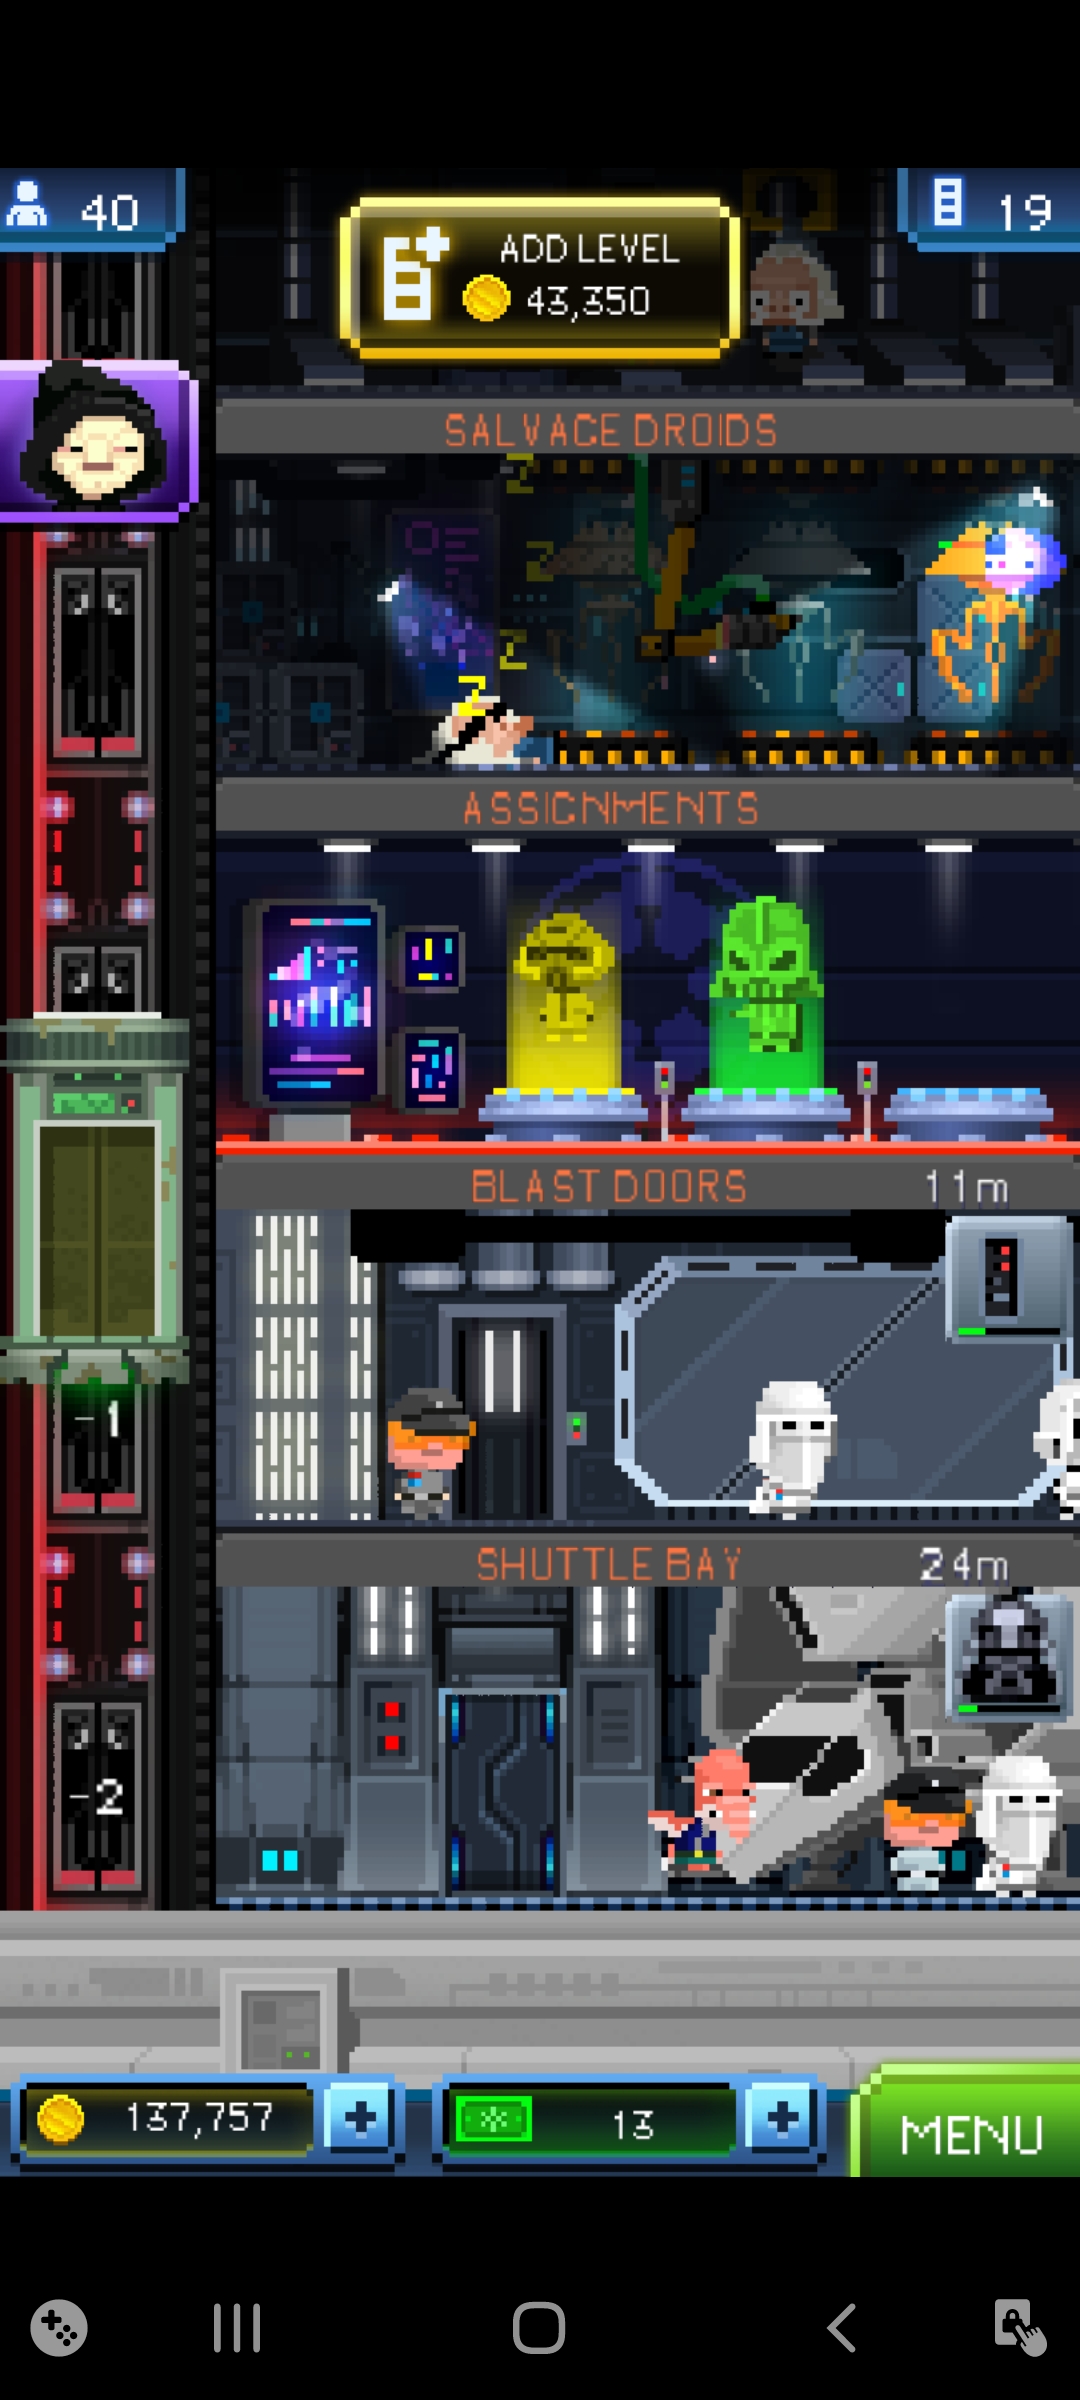 40
ADD LEVEL
43,350
19
SALVAGE DROIDS
Z
Z
Z
Z
ASSIGNMENTS
BLAST DOORS 11m
-1
SHUTTLE BAY 24m
-2
137,757
13
MENU